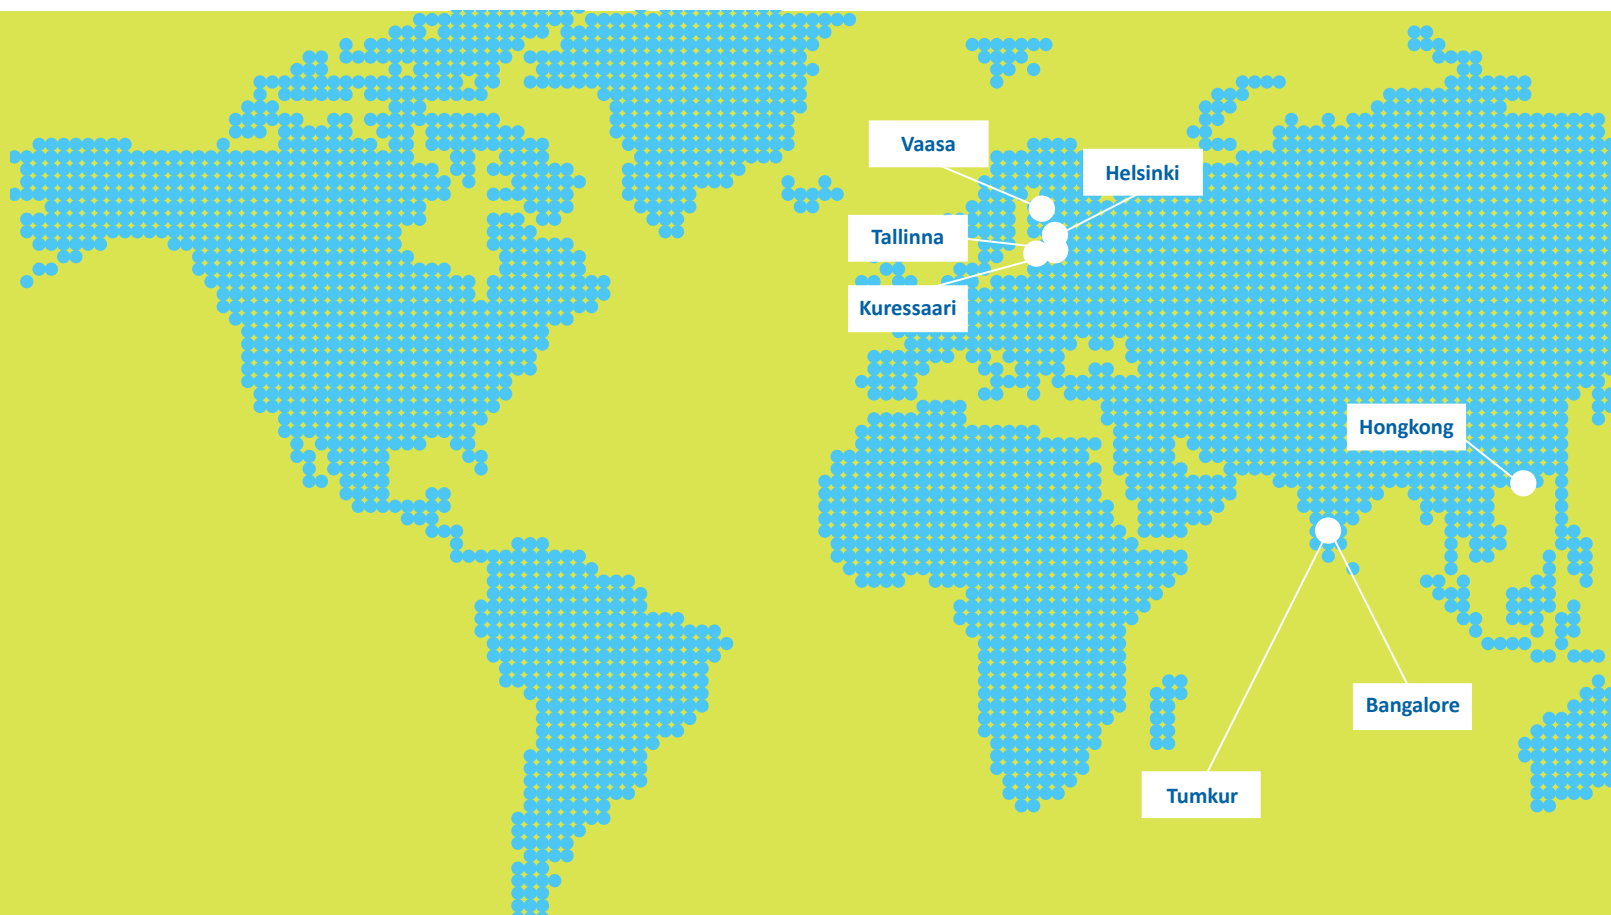 Vaasa
Helsinki
Tallinna
Kuressaari
Hongkong
Bangalore
Tumkur